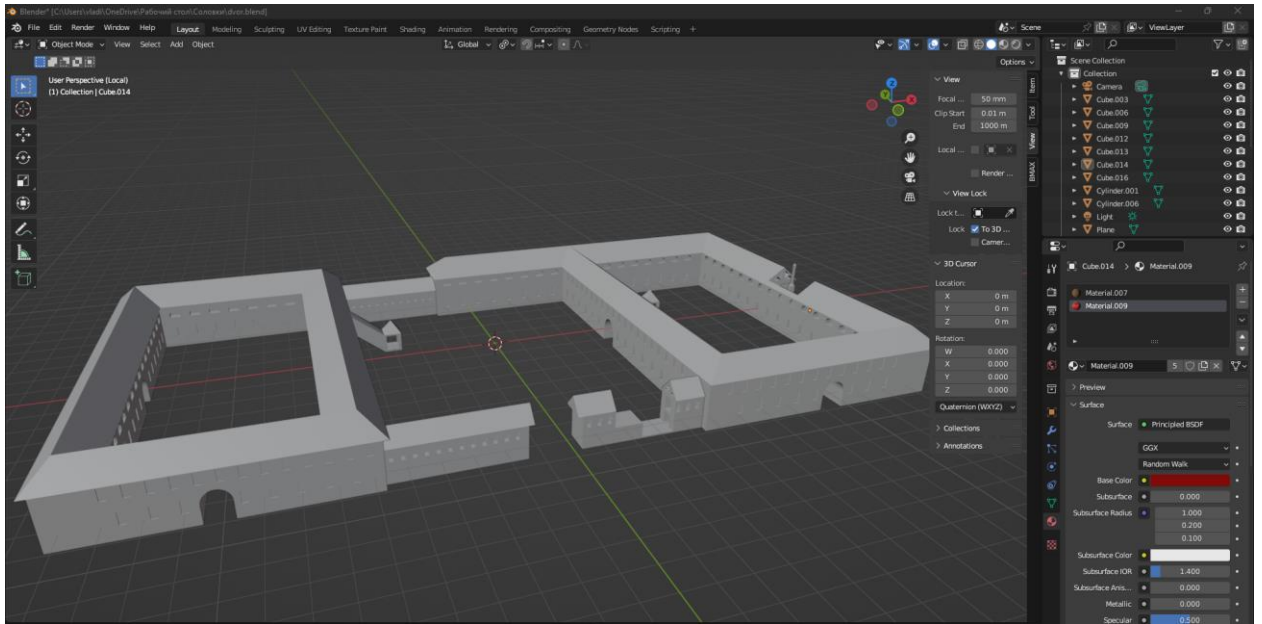 Blender* [C:\Users\vladi\OneDrive\Рабочий стол\Соловки\dvor.blend]
File Edit Render Window Help Layout Modeling Sculpting UV Editing Texture Paint Shading Animation Rendering Compositing Geometry Nodes Scripting + Scene ViewLayer
Object Mode View Select Add Object Global
Options
User Perspective (Local)
(1) Collection | Cube.014
Z
Y
X
View
Focal ... 50 mm
Clip Start 0.01 m
End 1000 m
Local ...
Render ...
View Lock
Lock t...
Lock To 3D ...
Camer...
3D Cursor
Location:
X 0 m
Y 0 m
Z 0 m
Rotation:
W 0.000
X 0.000
Y 0.000
Z 0.000
Quaternion (WXYZ)
Collections
Annotations
Item
Tool
View
BMAX
Scene Collection
Collection
Camera
Cube.003
Cube.006
Cube.009
Cube.012
Cube.013
Cube.014
Cube.016
Cylinder.001
Cylinder.006
Light
Plane
Cube.014 > Material.009
Material.007
Material.009
Material.009 5
Preview
Surface
Surface Principled BSDF
GGX
Random Walk
Base Color
Subsurface 0.000
Subsurface Radius 1.000
0.200
0.100
Subsurface Color
Subsurface IOR 1.400
Subsurface Anis... 0.000
Metallic 0.000
Specular 0.500